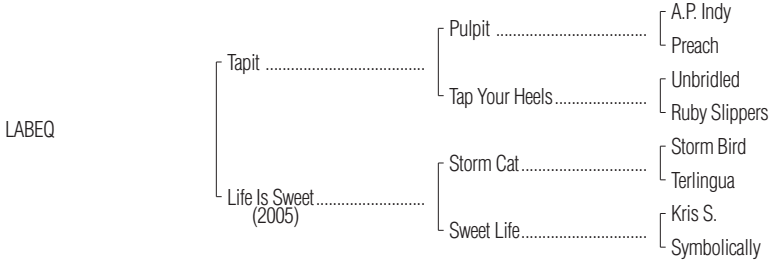 A.P. Indy
Pulpit ....................................
Preach
Tapit ......................................
Unbridled
Tap Your Heels......................
Ruby Slippers
LABEQ
Storm Bird
Storm Cat..............................
Terlingua
Life Is Sweet..........................
(2005)
Kris S.
Sweet Life..............................
Symbolically